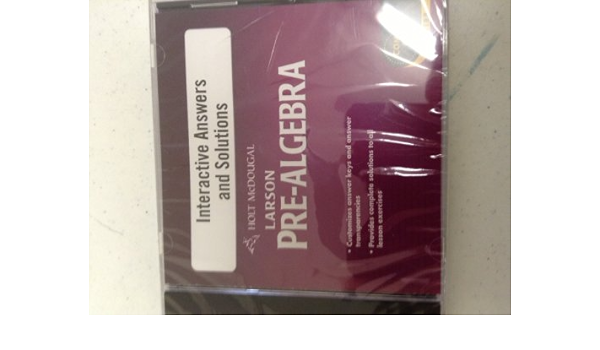 Interactive Answers
and Solutions
HOLT McDOUGAL
LARSON
PRE-ALGEBRA
• Customizes answer keys and answer
transparencies
• Provides complete solutions to all
lesson exercises